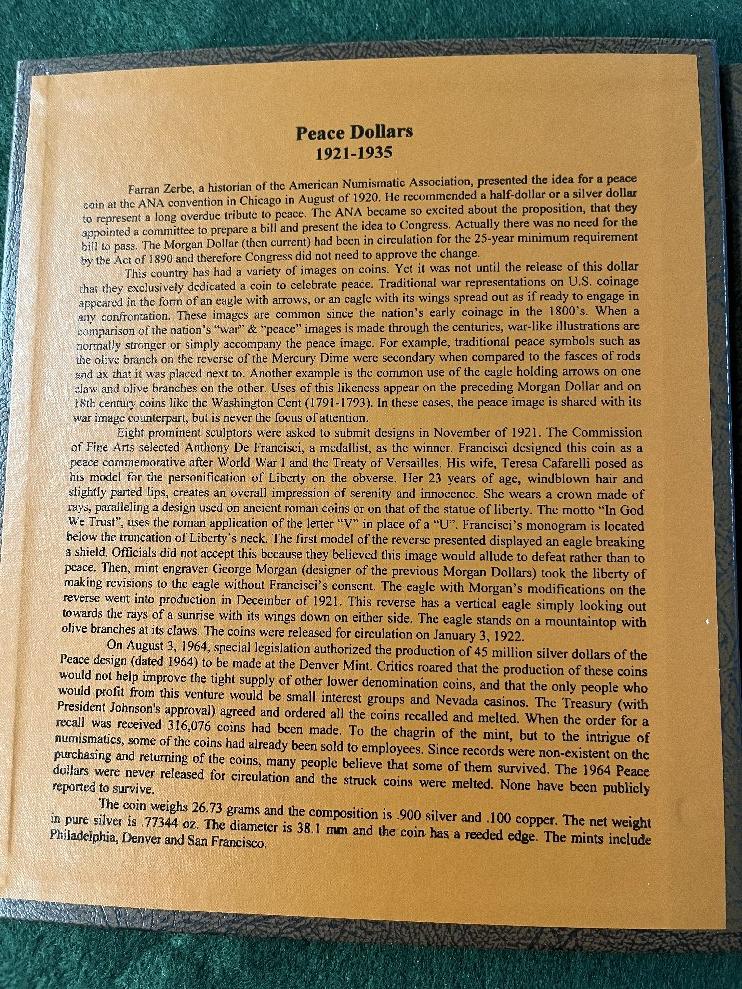 Peace Dollars
1921-1935
Farran Zerbe, a historian of the American Numismatic Association, presented the idea for a peace
coin at the ANA convention in Chicago in August of 1920. He recommended a half-dollar or a silver dollar
to represent a long overdue tribute to peace. The ANA became so excited about the proposition, that they
appointed a committee to prepare a bill and present the idea to Congress. Actually there was no need for the
bill to pass. The Morgan Dollar (then current) had been in circulation for the 25-year minimum requirement
by the Act of 1890 and therefore Congress did not need to approve the change.
This country has had a variety of images on coins. Yet it was not until the release of this dollar
that they exclusively dedicated a coin to celebrate peace. Traditional war representations on U.S. coinage
appeared in the form of an eagle with arrows, or an eagle with its wings spread out as if ready to engage in
any confrontation. These images are common since the nation's early coinage in the 1800's. When a
comparison of the nation's "war" & "peace" images is made through the centuries, war-like illustrations are
normally stronger or simply accompany the peace image. For example, traditional peace symbols such as
the olive branch on the reverse of the Mercury Dime were secondary when compared to the fasces of rods
and ax that it was placed next to. Another example is the common use of the eagle holding arrows on one
claw and olive branches on the other. Uses of this likeness appear on the preceding Morgan Dollar and on
18th century coins like the Washington Cent (1791-1793). In these cases, the peace image is shared with its
war image counterpart, but is never the focus of attention.
Eight prominent sculptors were asked to submit designs in November of 1921. The Commission
of Fine Arts selected Anthony De Francisci, a medallist, as the winner. Francisci designed this coin as a
peace commemorative after World War I and the Treaty of Versailles. His wife, Teresa Cafarelli posed as
his model for the personification of Liberty on the obverse. Her 23 years of age, windblown hair and
slightly parted lips, creates an overall impression of serenity and innocence. She wears a crown made of
rays, paralleling a design used on ancient roman coins or on that of the statue of liberty. The motto "In God
We Trust", uses the roman application of the letter "V" in place of a "U". Francisci's monogram is located
below the truncation of Liberty's neck. The first model of the reverse presented displayed an eagle breaking
a shield. Officials did not accept this because they believed this image would allude to defeat rather than to
peace. Then, mint engraver George Morgan (designer of the previous Morgan Dollars) took the liberty of
making revisions to the eagle without Francisci's consent. The eagle with Morgan's modifications on the
reverse went into production in December of 1921. This reverse has a vertical eagle simply looking out
towards the rays of a sunrise with its wings down on either side. The eagle stands on a mountaintop with
olive branches at its claws. The coins were released for circulation on January 3, 1922.
On August 3, 1964, special legislation authorized the production of 45 million silver dollars of the
Peace design (dated 1964) to be made at the Denver Mint. Critics roared that the production of these coins
would not help improve the tight supply of other lower denomination coins, and that the only people who
would profit from this venture would be small interest groups and Nevada casinos. The Treasury (with
President Johnson's approval) agreed and ordered all the coins recalled and melted. When the order for a
recall was received 316,076 coins had been made. To the chagrin of the mint, but to the intrigue of
numismatics, some of the coins had already been sold to employees. Since records were non-existent on the
purchasing and returning of the coins, many people believe that some of them survived. The 1964 Peace
dollars were never released for circulation and the struck coins were melted. None have been publicly
reported to survive.
The coin weighs 26.73 grams and the composition is .900 silver and .100 copper. The net weight
in pure silver is .77344 oz. The diameter is 38.1 mm and the coin has a reeded edge. The mints include
Philadelphia, Denver and San Francisco.